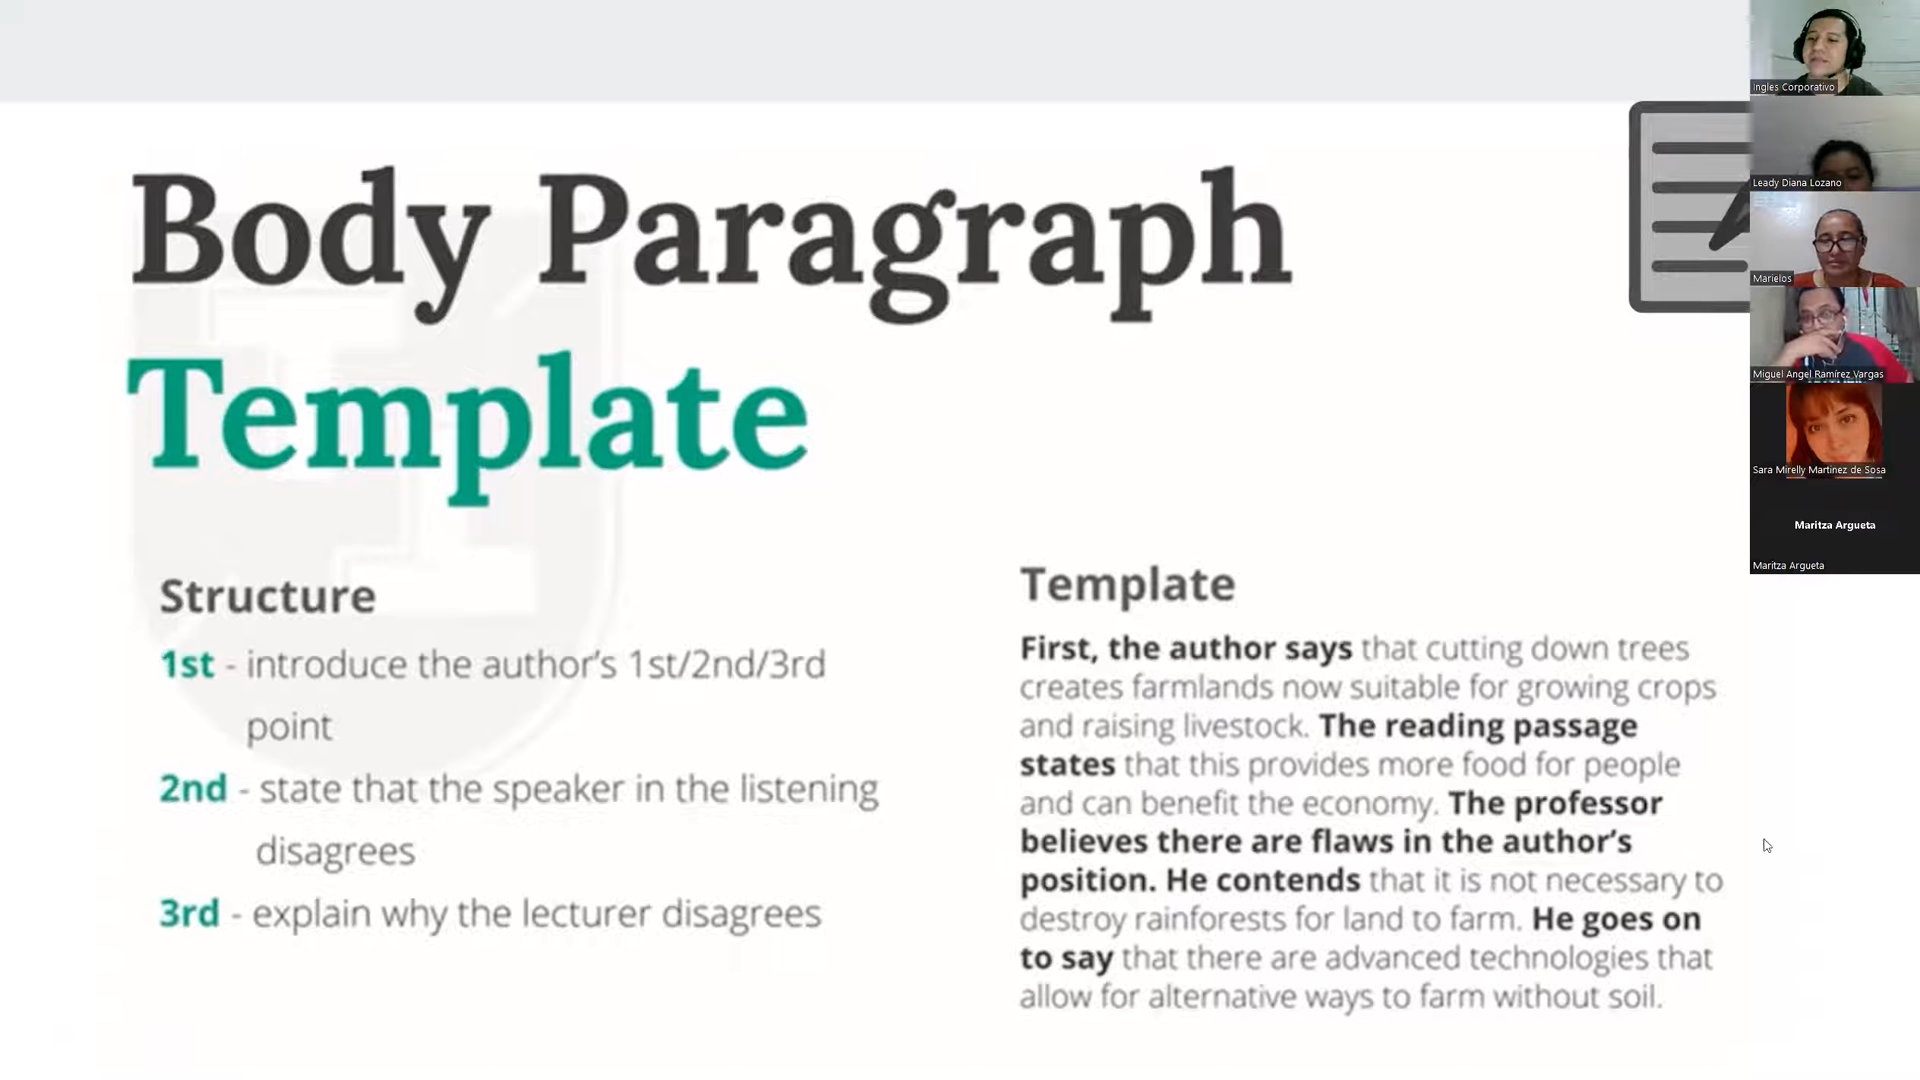 Body Paragraph
Template
Structure
1st - introduce the author's 1st/2nd/3rd
point
2nd - state that the speaker in the listening
disagrees
3rd - explain why the lecturer disagrees
Template
First, the author says that cutting down trees
creates farmlands now suitable for growing crops
and raising livestock. The reading passage
states that this provides more food for people
and can benefit the economy. The professor
believes there are flaws in the author's
position. He contends that it is not necessary to
destroy rainforests for land to farm. He goes on
to say that there are advanced technologies that
allow for alternative ways to farm without soil.
Ingles Corporativo
Leady Diana Lozano
Marielos
Miguel Angel Ramírez Vargas
Sara Mirelly Martinez de Sosa
Maritza Argueta
Maritza Argueta